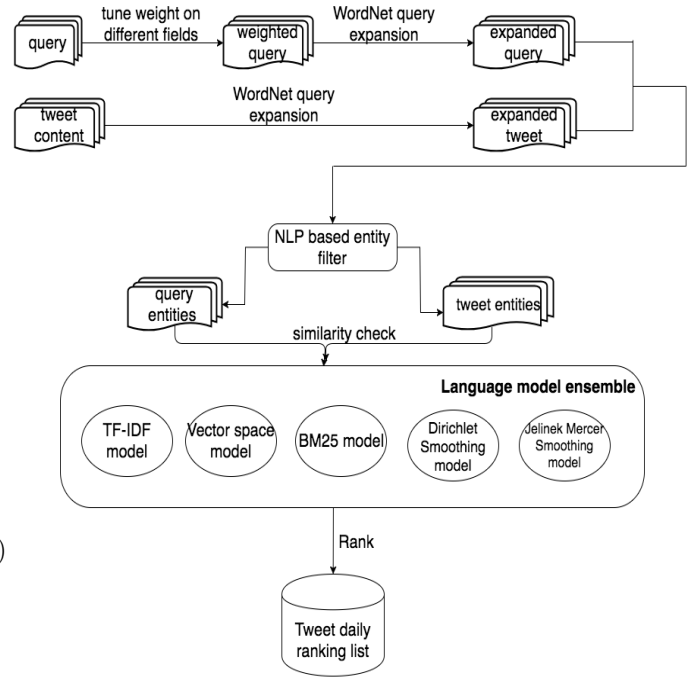 query
tune weight on
different fields
weighted
query
WordNet query
expansion
expanded
query
tweet
content
WordNet query
expansion
expanded
tweet
NLP based entity
filter
query
entities
tweet entities
similarity check
Language model ensemble
TF-IDF
model
Vector space
model
BM25 model
Dirichlet
Smoothing
model
Jelinek Mercer
Smoothing
model
)
Rank
Tweet daily
ranking list